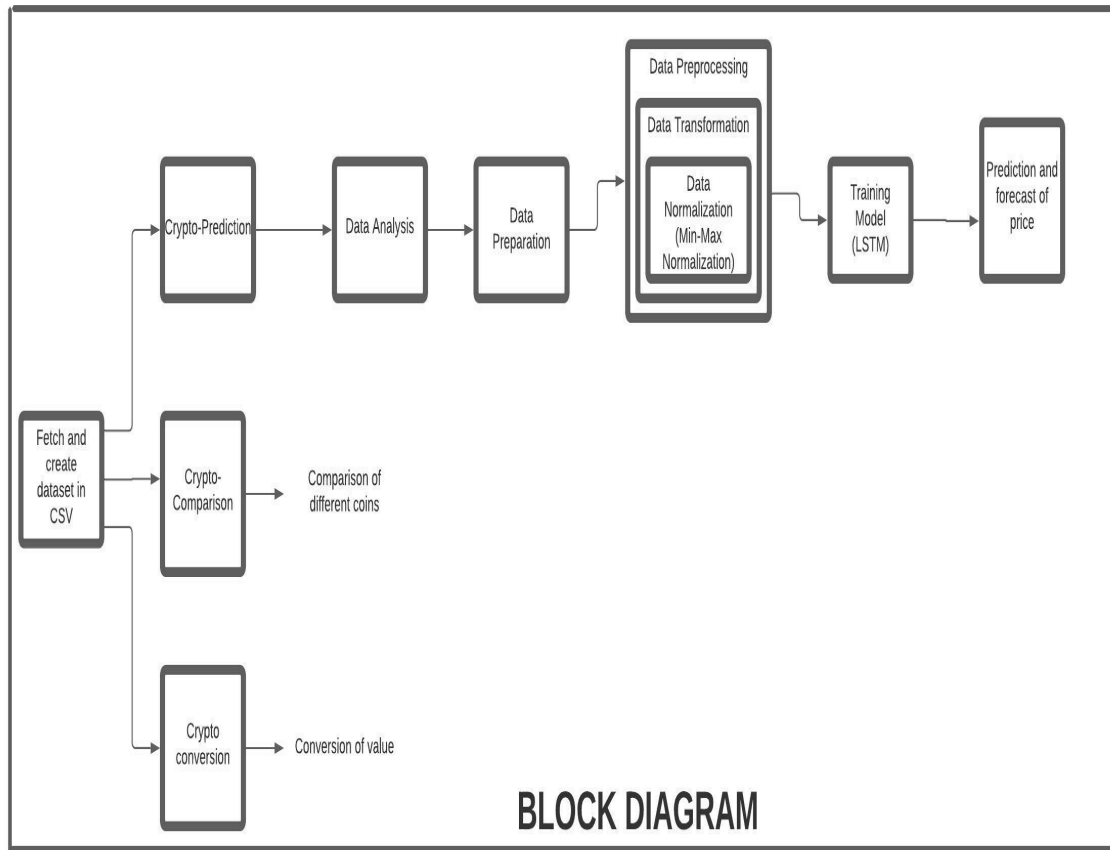 Data Preprocessing
Data Transformation
Data
Normalization
(Min-Max
Normalization)
Crypto-Prediction
Data Analysis
Data
Preparation
Training
Model
(LSTM)
Prediction and
forecast of
price
Fetch and
create
dataset in
CSV
Crypto-
Comparison
Comparison of
different coins
Crypto
conversion
Conversion of value
BLOCK DIAGRAM